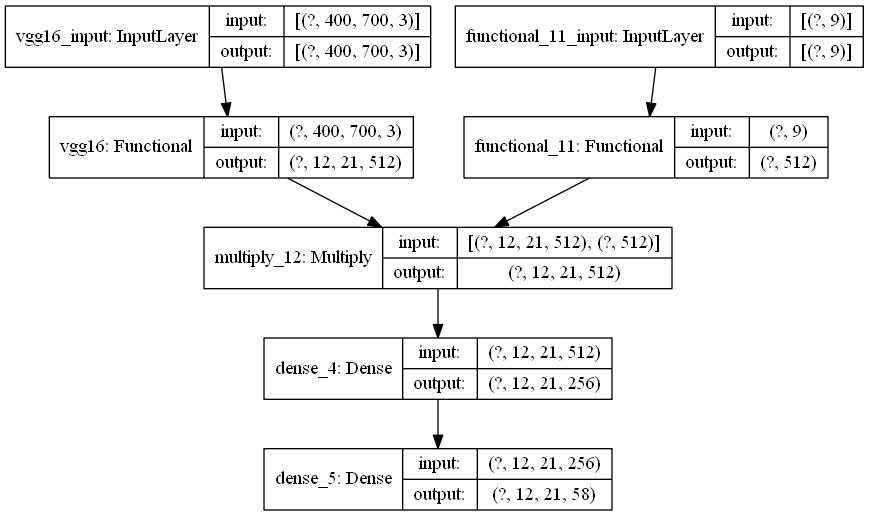 vgg16_input: InputLayer
input: [(?, 400, 700, 3)]
output: [(?, 400, 700, 3)]
functional_11_input: InputLayer
input: [(?, 9)]
output: [(?, 9)]
vgg16: Functional
input: (?, 400, 700, 3)
output: (?, 12, 21, 512)
functional_11: Functional
input: (?, 9)
output: (?, 512)
multiply_12: Multiply
input: [(?, 12, 21, 512), (?, 512)]
output: (?, 12, 21, 512)
dense_4: Dense
input: (?, 12, 21, 512)
output: (?, 12, 21, 256)
dense_5: Dense
input: (?, 12, 21, 256)
output: (?, 12, 21, 58)